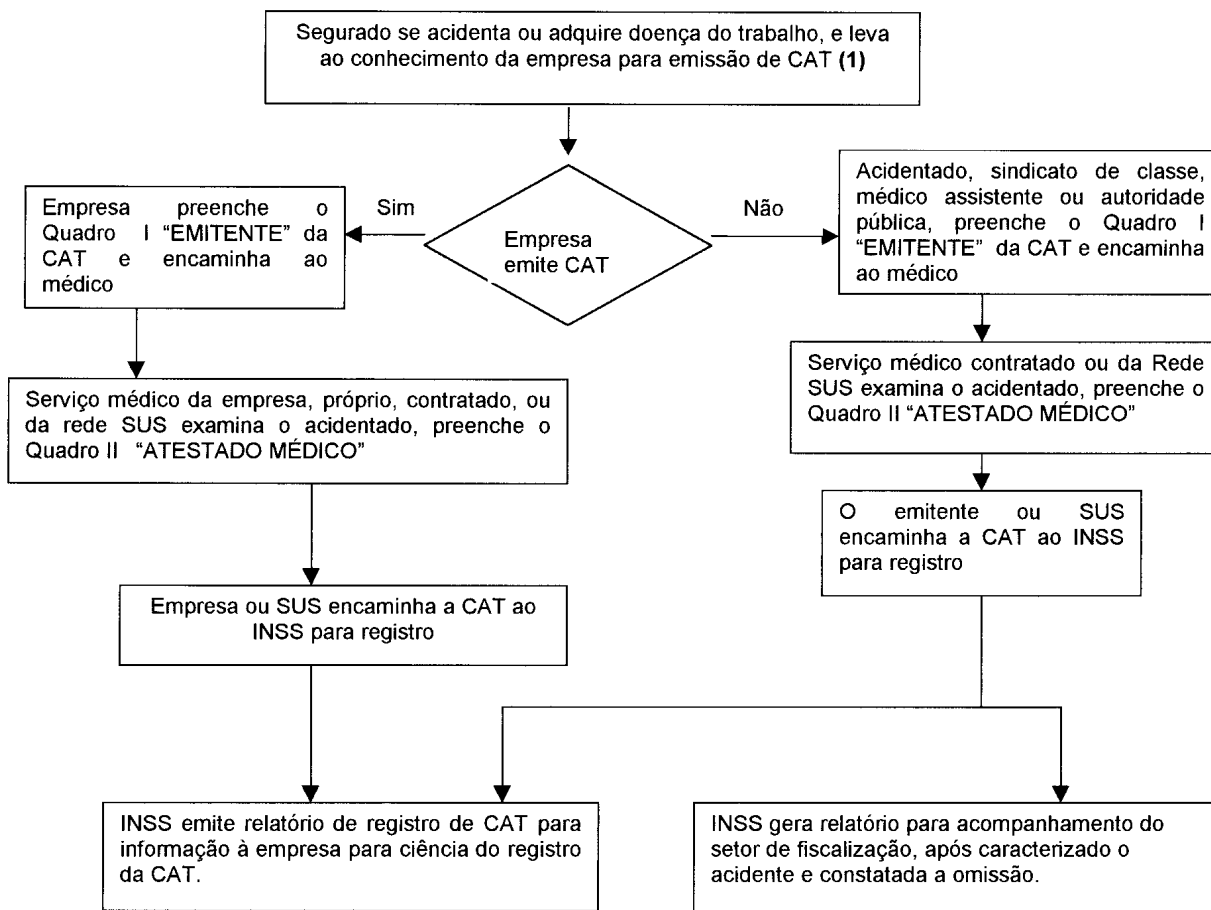 Segurado se acidenta ou adquire doença do trabalho, e leva
ao conhecimento da empresa para emissão de CAT (1)
Empresa preenche o
Quadro I “EMITENTE” da
CAT e encaminha ao
médico
Sim
Empresa
emite CAT
Não
Acidentado, sindicato de classe,
médico assistente ou autoridade
pública, preenche o Quadro I
“EMITENTE” da CAT e encaminha
ao médico
Serviço médico da empresa, próprio, contratado, ou
da rede SUS examina o acidentado, preenche o
Quadro II “ATESTADO MÉDICO”
Serviço médico contratado ou da Rede
SUS examina o acidentado, preenche o
Quadro II “ATESTADO MÉDICO”
O emitente ou SUS
encaminha a CAT ao INSS
para registro
Empresa ou SUS encaminha a CAT ao
INSS para registro
INSS emite relatório de registro de CAT para
informação à empresa para ciência do registro
da CAT.
INSS gera relatório para acompanhamento do
setor de fiscalização, após caracterizado o
acidente e constatada a omissão.